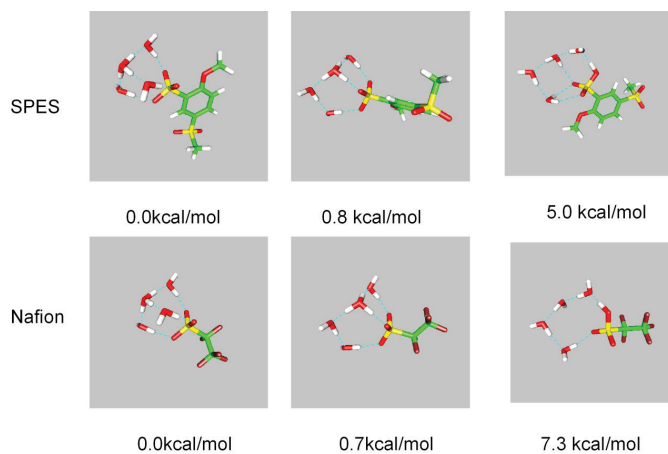 SPES
0.0kcal/mol
0.8 kcal/mol
5.0 kcal/mol
Nafion
0.0kcal/mol
0.7kcal/mol
7.3 kcal/mol